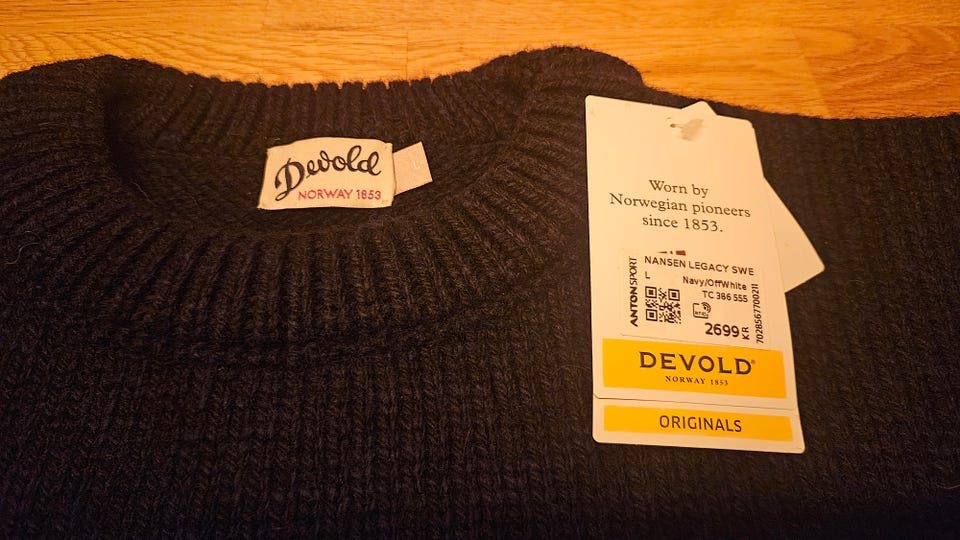 Devold
NORWAY 1853
L
Worn by
Norwegian pioneers
since 1853.
ANTON SPORT
NANSEN LEGACY SWE
L
Navy/OffWhite
TC 386 555
2699 KR
7028567700211
DEVOLD®
NORWAY 1853
ORIGINALS